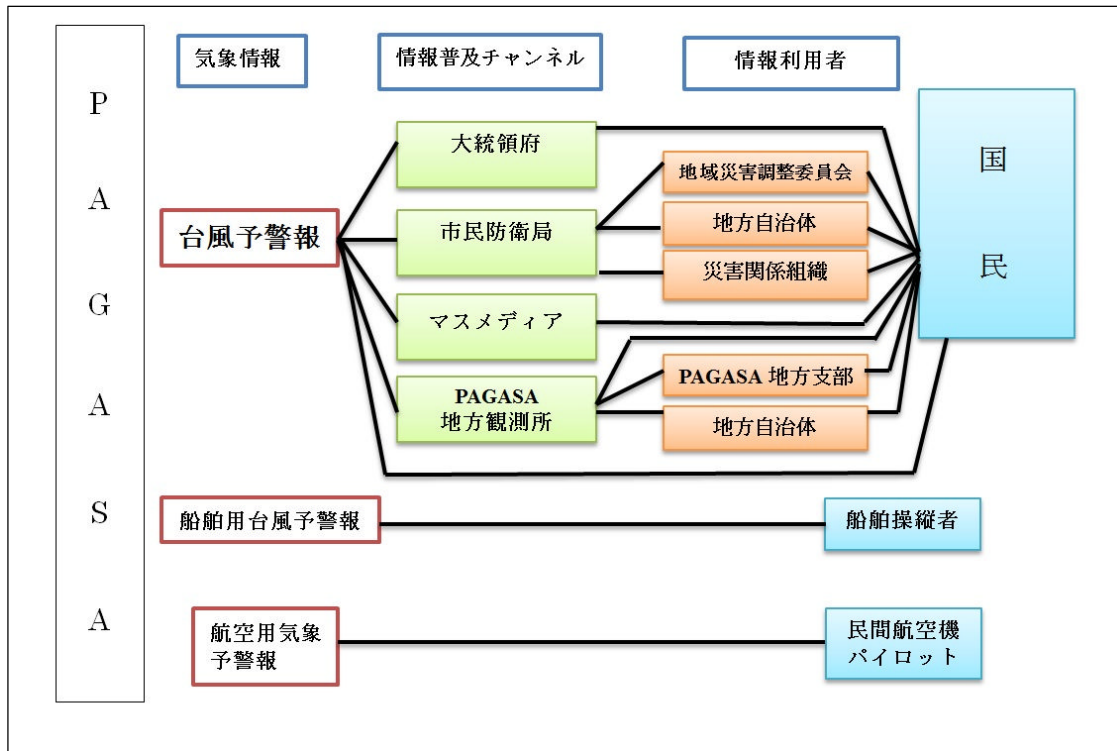 P
A
G
A
S
A
気象情報
情報普及チャンネル
情報利用者
台風予警報
大統領府
市民防衛局
マスメディア
PAGASA
地方観測所
地域災害調整委員会
地方自治体
災害関係組織
PAGASA 地方支部
地方自治体
国
民
船舶用台風予警報
船舶操縦者
航空用気象
予警報
民間航空機
パイロット